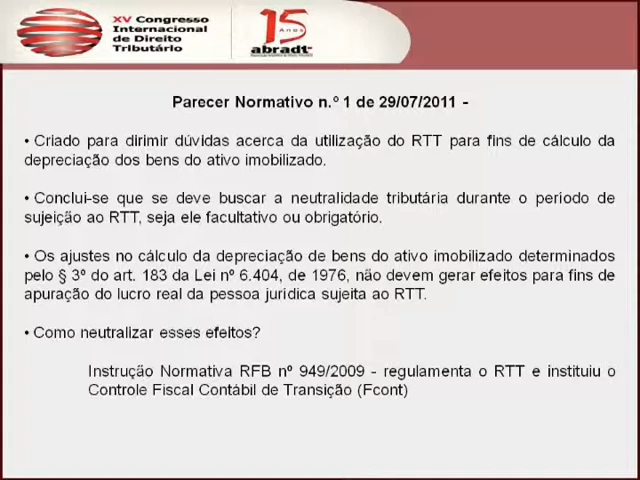 XV Congresso
Internacional
de Direito
Tributário
15
Anos
abradt
Parecer Normativo n.º 1 de 29/07/2011 -
• Criado para dirimir dúvidas acerca da utilização do RTT para fins de cálculo da
depreciação dos bens do ativo imobilizado.
• Conclui-se que se deve buscar a neutralidade tributária durante o período de
sujeição ao RTT, seja ele facultativo ou obrigatório.
• Os ajustes no cálculo da depreciação de bens do ativo imobilizado determinados
pelo § 3º do art. 183 da Lei nº 6.404, de 1976, não devem gerar efeitos para fins de
apuração do lucro real da pessoa jurídica sujeita ao RTT.
• Como neutralizar esses efeitos?
Instrução Normativa RFB nº 949/2009 - regulamenta o RTT e instituiu o
Controle Fiscal Contábil de Transição (Fcont)